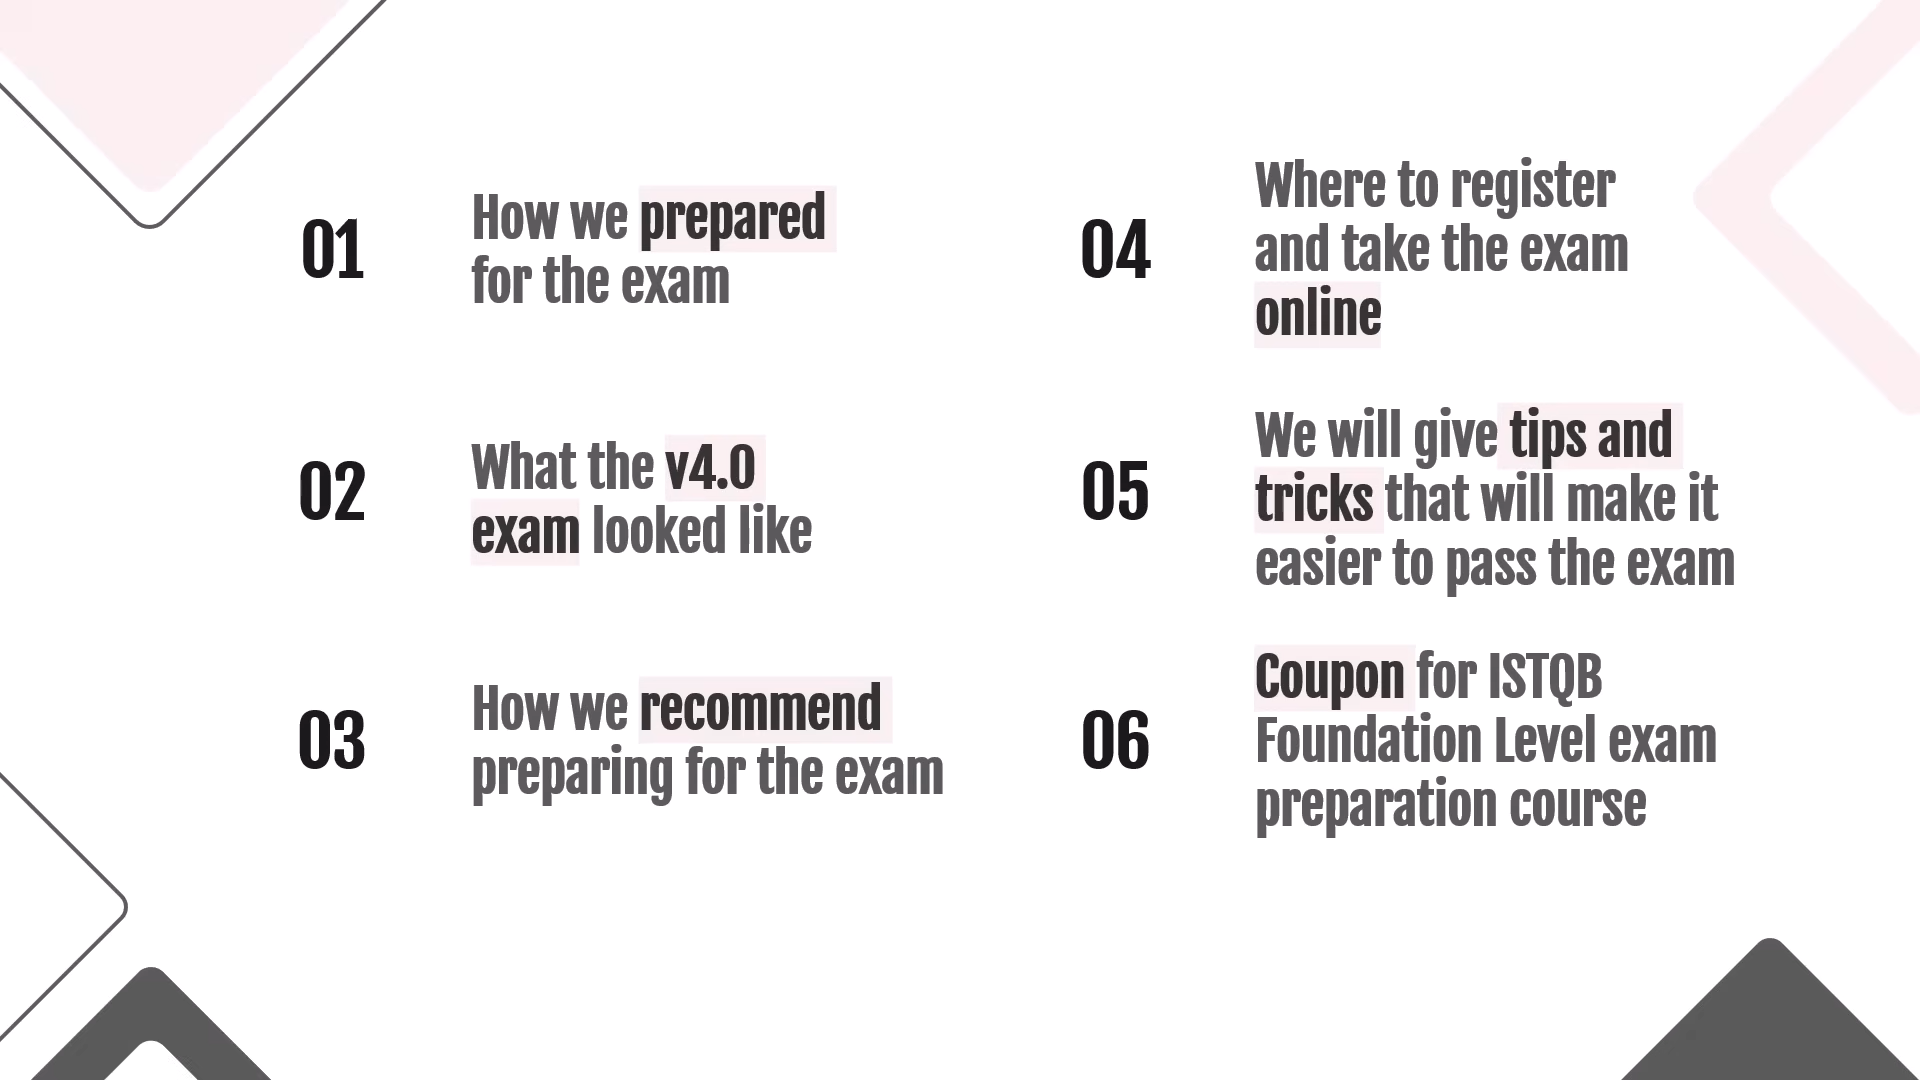 01
How we prepared
for the exam
02
What the v4.0
exam looked like
03
How we recommend
preparing for the exam
04
Where to register
and take the exam
online
05
We will give tips and
tricks that will make it
easier to pass the exam
06
Coupon for ISTQB
Foundation Level exam
preparation course